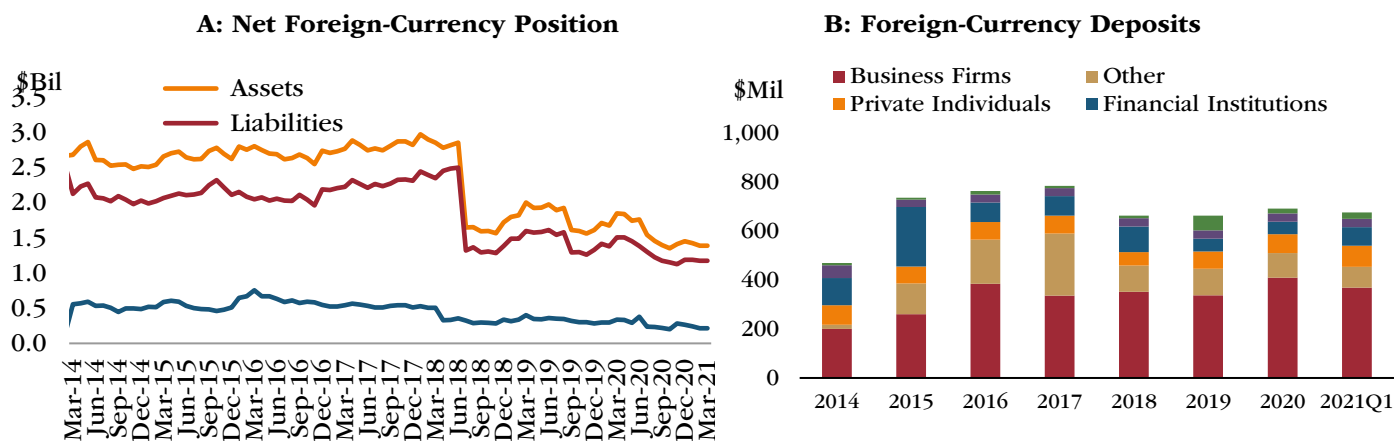 A: Net Foreign-Currency Position
$Bil
3.5
3.0
2.5
2.0
1.5
1.0
0.5
0.0
Assets
Liabilities
Mar-14
Jun-14
Sep-14
Dec-14
Mar-15
Jun-15
Sep-15
Dec-15
Mar-16
Jun-16
Sep-16
Dec-16
Mar-17
Jun-17
Sep-17
Dec-17
Mar-18
Jun-18
Sep-18
Dec-18
Mar-19
Jun-19
Sep-19
Dec-19
Mar-20
Jun-20
Sep-20
Dec-20
Mar-21
B: Foreign-Currency Deposits
$Mil
Business Firms
Other
Private Individuals
Financial Institutions
1,000
800
600
400
200
0
2014
2015
2016
2017
2018
2019
2020
2021Q1